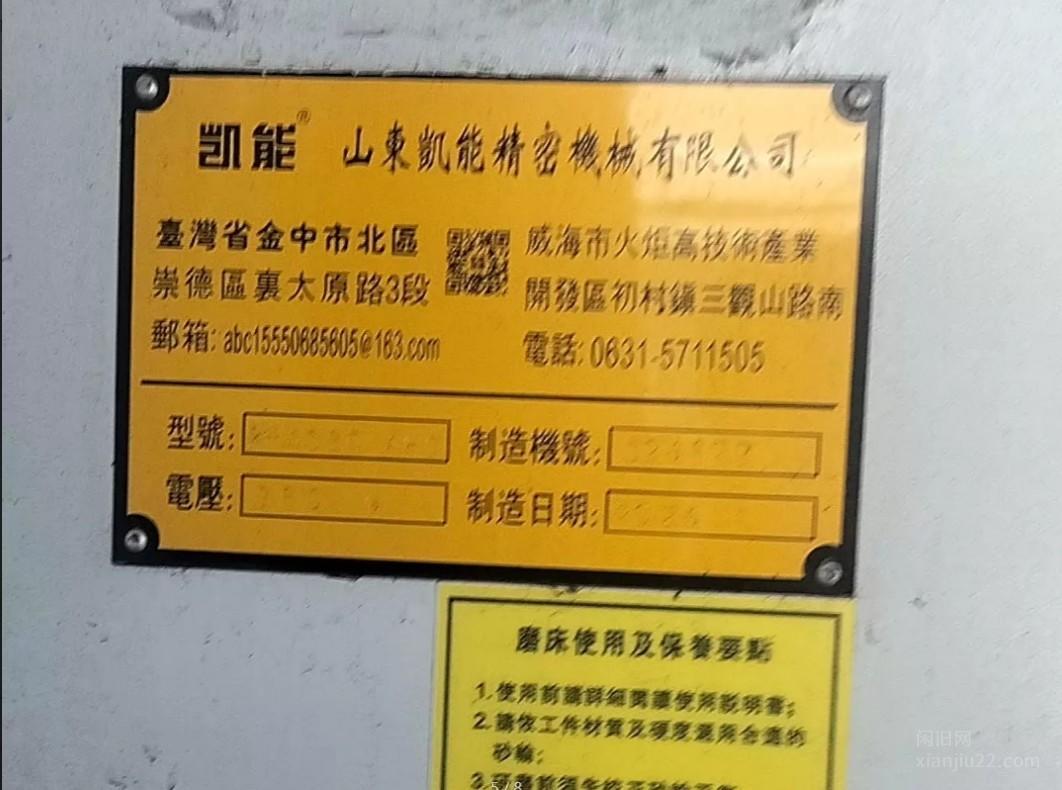 凯能® 山東凱能精密機械有限公司
臺灣省金中市北區
崇德區裏太原路3段
郵箱: abc15550685605@163.com
威海市火炬高技術產業
開發區初村鎮三觀山路南
電話: 0631-5711505
型號:
制造機號:
電壓:
制造日期:
磨床使用及保養要點
1. 使用前請詳細閱讀使用說明書;
2. 請依工件材質及硬度選用合適的
砂輪;
3.
5/8
闲旧网
xianjiu22.com